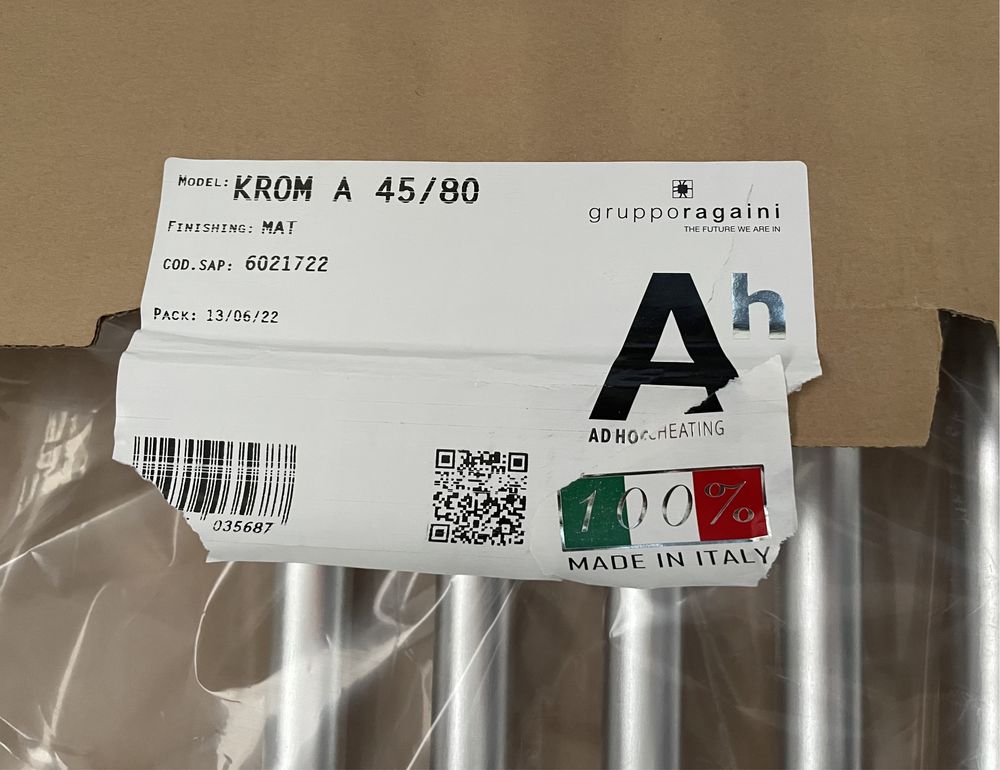 MODEL: KROM A 45/80
FINISHING: MAT
COD.SAP: 6021722
PACK: 13/06/22
grupporagaini
THE FUTURE WE ARE IN
Ah
AD HOC HEATING
035687
100%
MADE IN ITALY